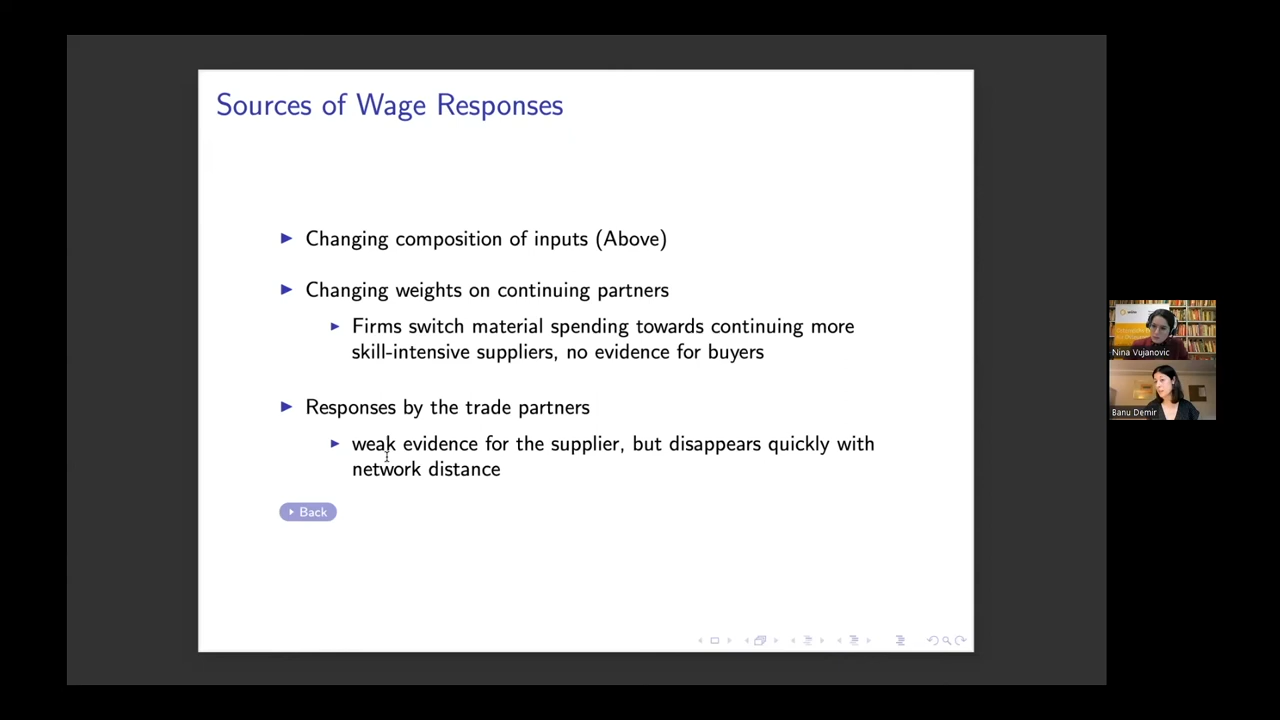 Sources of Wage Responses
Changing composition of inputs (Above)
Changing weights on continuing partners
Firms switch material spending towards continuing more
skill-intensive suppliers, no evidence for buyers
Responses by the trade partners
weak evidence for the supplier, but disappears quickly with
network distance
Back
Nina Vujanovic
Banu Demir